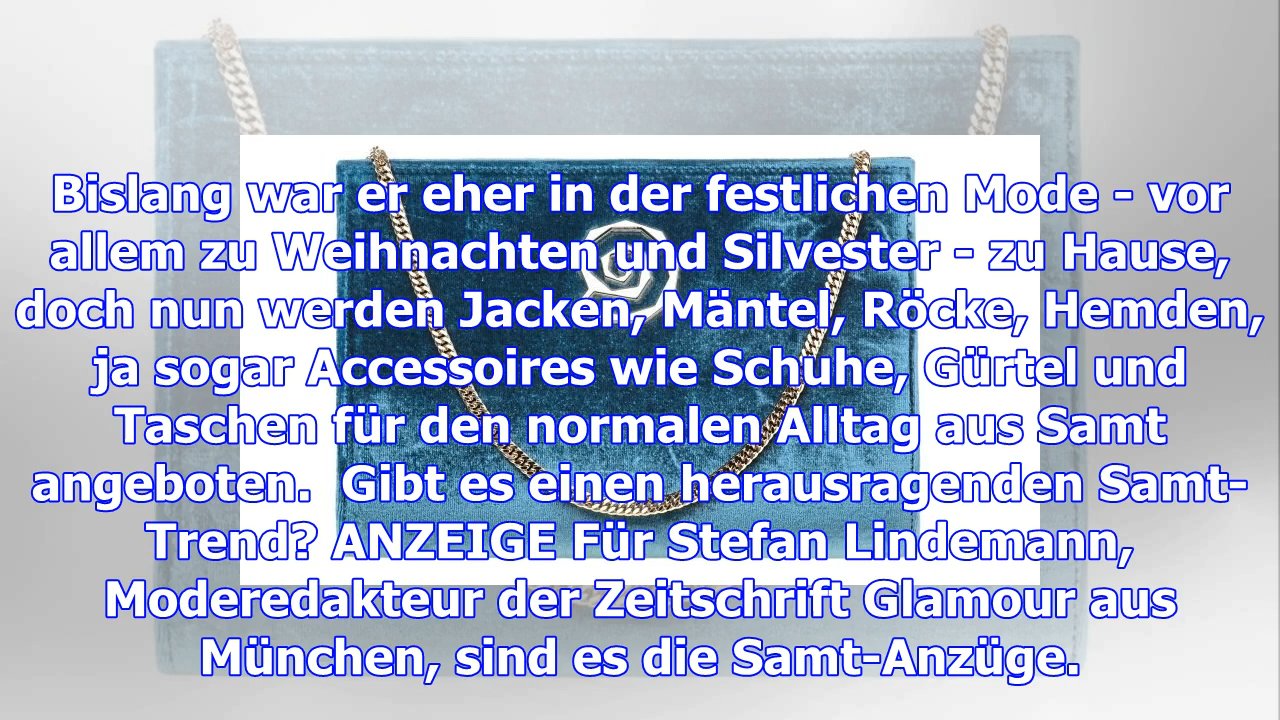 Bislang war er eher in der festlichen Mode - vor
allem zu Weihnachten und Silvester - zu Hause,
doch nun werden Jacken, Mäntel, Röcke, Hemden,
ja sogar Accessoires wie Schuhe, Gürtel und
Taschen für den normalen Alltag aus Samt
angeboten.  Gibt es einen herausragenden Samt-
Trend? ANZEIGE Für Stefan Lindemann,
Moderedakteur der Zeitschrift Glamour aus
München, sind es die Samt-Anzüge.